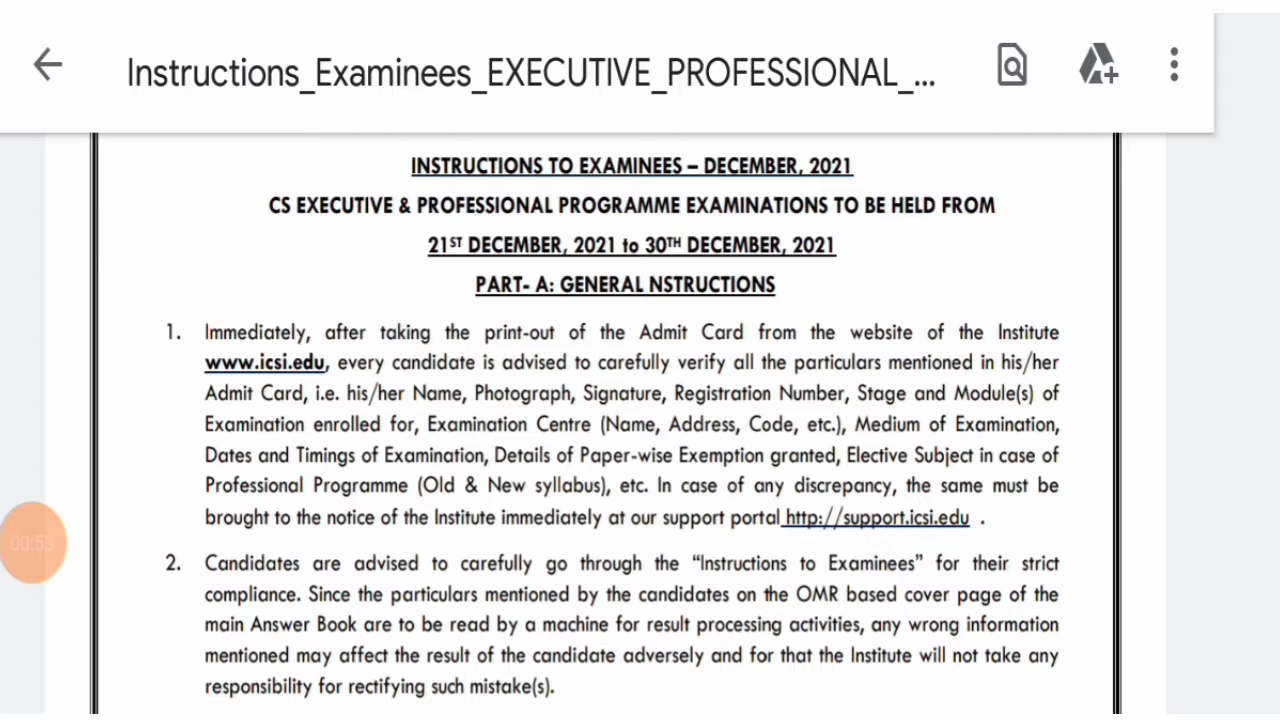 Instructions_Examinees_EXECUTIVE_PROFESSIONAL_...
INSTRUCTIONS TO EXAMINEES – DECEMBER, 2021
CS EXECUTIVE & PROFESSIONAL PROGRAMME EXAMINATIONS TO BE HELD FROM
21ST DECEMBER, 2021 to 30TH DECEMBER, 2021
PART- A: GENERAL NSTRUCTIONS
1. Immediately, after taking the print-out of the Admit Card from the website of the Institute
www.icsi.edu, every candidate is advised to carefully verify all the particulars mentioned in his/her
Admit Card, i.e. his/her Name, Photograph, Signature, Registration Number, Stage and Module(s) of
Examination enrolled for, Examination Centre (Name, Address, Code, etc.), Medium of Examination,
Dates and Timings of Examination, Details of Paper-wise Exemption granted, Elective Subject in case of
Professional Programme (Old & New syllabus), etc. In case of any discrepancy, the same must be
brought to the notice of the Institute immediately at our support portal http://support.icsi.edu .
00:53
2. Candidates are advised to carefully go through the “Instructions to Examinees” for their strict
compliance. Since the particulars mentioned by the candidates on the OMR based cover page of the
main Answer Book are to be read by a machine for result processing activities, any wrong information
mentioned may affect the result of the candidate adversely and for that the Institute will not take any
responsibility for rectifying such mistake(s).